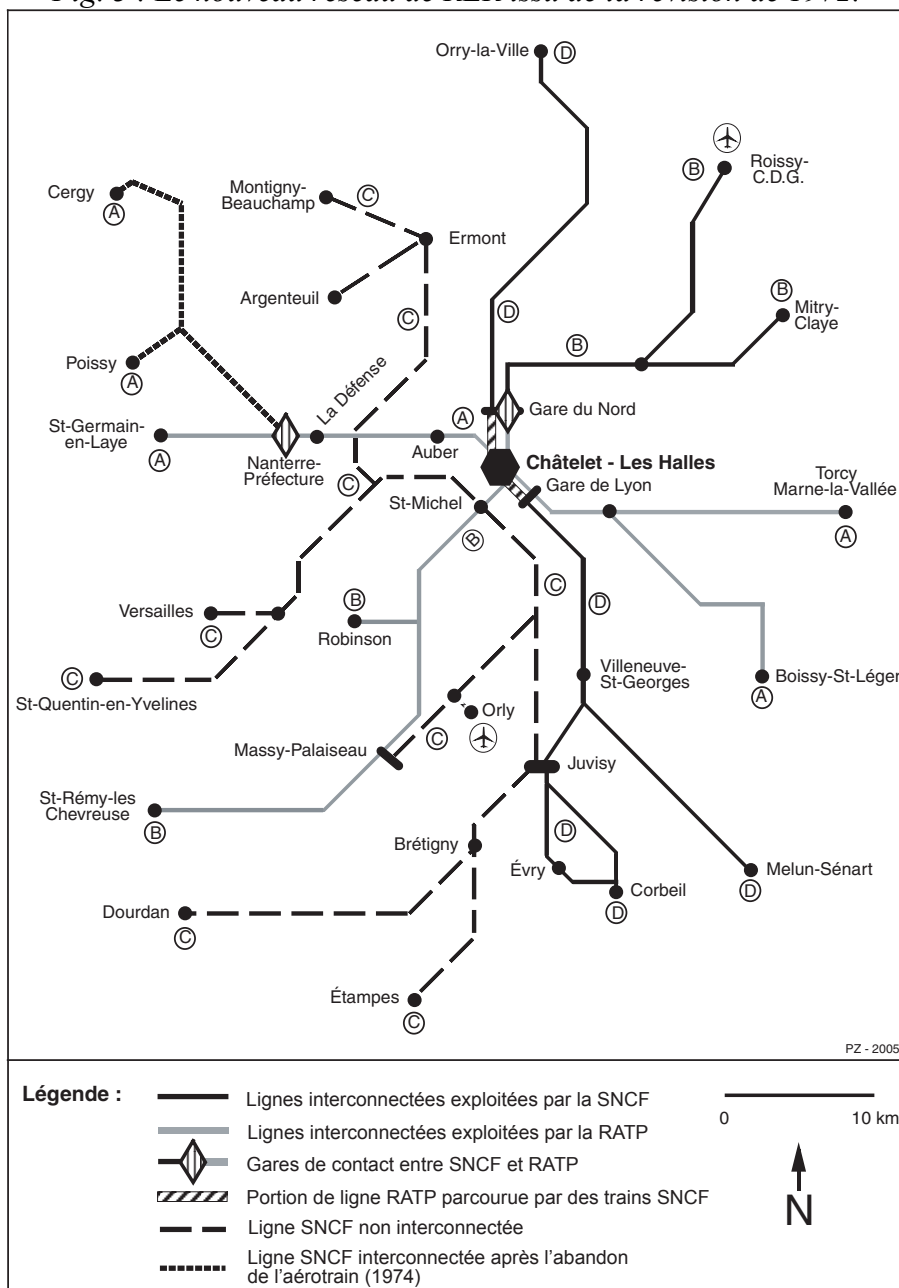 Fig. 3 : Le nouveau réseau de RER issu de la révision de 1972.
Orry-la-Ville D
B Roissy-
C.D.G.
Cergy
A
Montigny-
Beauchamp
C
Ermont
Argenteuil
C
D
B
Mitry-
Claye
B
Poissy
A
La Défense
St-Germain-
en-Laye
A
Nanterre-
Préfecture
Auber
A
Gare du Nord
Châtelet - Les Halles
Gare de Lyon
Torcy
Marne-la-Vallée
A
C
St-Michel
B
C
D
Versailles
C
B
Robinson
C
St-Quentin-en-Yvelines
Villeneuve-
St-Georges
Boissy-St-Léger
A
Orly
C
Massy-Palaiseau
Juvisy
St-Rémy-les
Chevreuse
B
D
Brétigny
Évry
Corbeil
D
Melun-Sénart
D
Dourdan
C
Étampes
C
PZ - 2005
Légende :
Lignes interconnectées exploitées par la SNCF
Lignes interconnectées exploitées par la RATP
Gares de contact entre SNCF et RATP
Portion de ligne RATP parcourue par des trains SNCF
Ligne SNCF non interconnectée
Ligne SNCF interconnectée après l'abandon
de l'aérotrain (1974)
0 10 km
N